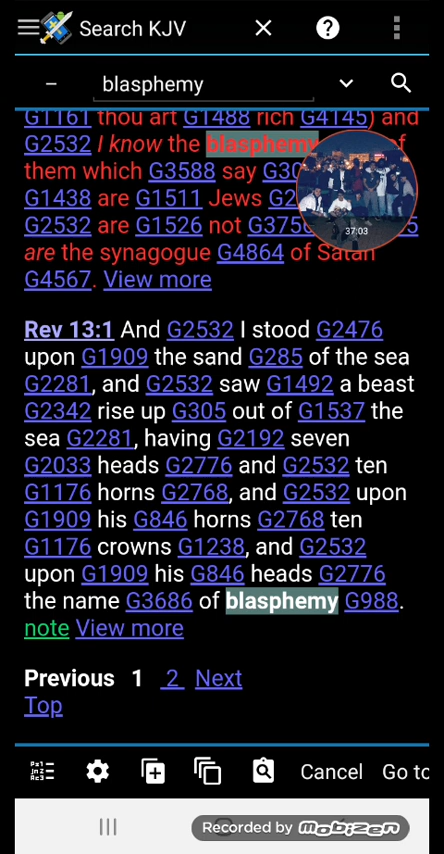 Search KJV
blasphemy
G1161 thou art G1488 rich G4145) and
G2532 I know the blasphemy of
them which G3588 say
G1438 are G1511 Jews
G2532 are G1526 not
37:03
are the synagogue G4864 of Satan
G4567. View more
Rev 13:1 And G2532 I stood G2476
upon G1909 the sand G285 of the sea
G2281, and G2532 saw G1492 a beast
G2342 rise up G305 out of G1537 the
sea G2281, having G2192 seven
G2033 heads G2776 and G2532 ten
G1176 horns G2768, and G2532 upon
G1909 his G846 horns G2768 ten
G1176 crowns G1238, and G2532
upon G1909 his G846 heads G2776
the name G3686 of blasphemy G988.
note View more
Previous 1 2 Next
Top
Px1
Jn2
Rc3
Cancel Go to
Recorded by MOBIZEN